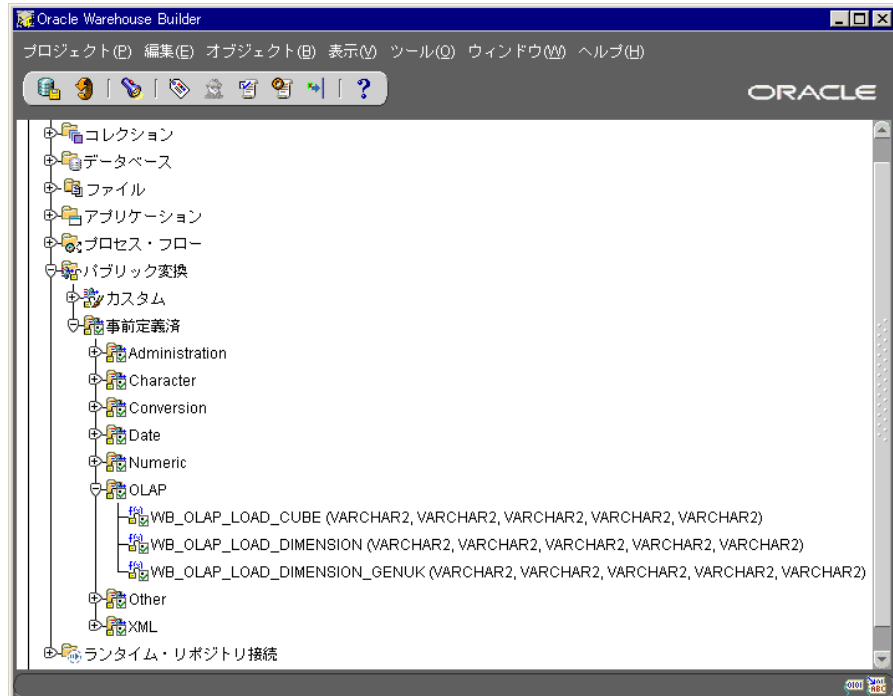 Oracle Warehouse Builder
プロジェクト(P) 編集(E) オブジェクト(B) 表示(V) ツール(O) ウィンドウ(W) ヘルプ(H)
ORACLE
コレクション
データベース
ファイル
アプリケーション
プロセス・フロー
パブリック変換
カスタム
事前定義済
Administration
Character
Conversion
Date
Numeric
OLAP
WB_OLAP_LOAD_CUBE (VARCHAR2, VARCHAR2, VARCHAR2, VARCHAR2, VARCHAR2)
WB_OLAP_LOAD_DIMENSION (VARCHAR2, VARCHAR2, VARCHAR2, VARCHAR2, VARCHAR2)
WB_OLAP_LOAD_DIMENSION_GENUK (VARCHAR2, VARCHAR2, VARCHAR2, VARCHAR2, VARCHAR2)
Other
XML
ランタイム・リポジトリ接続